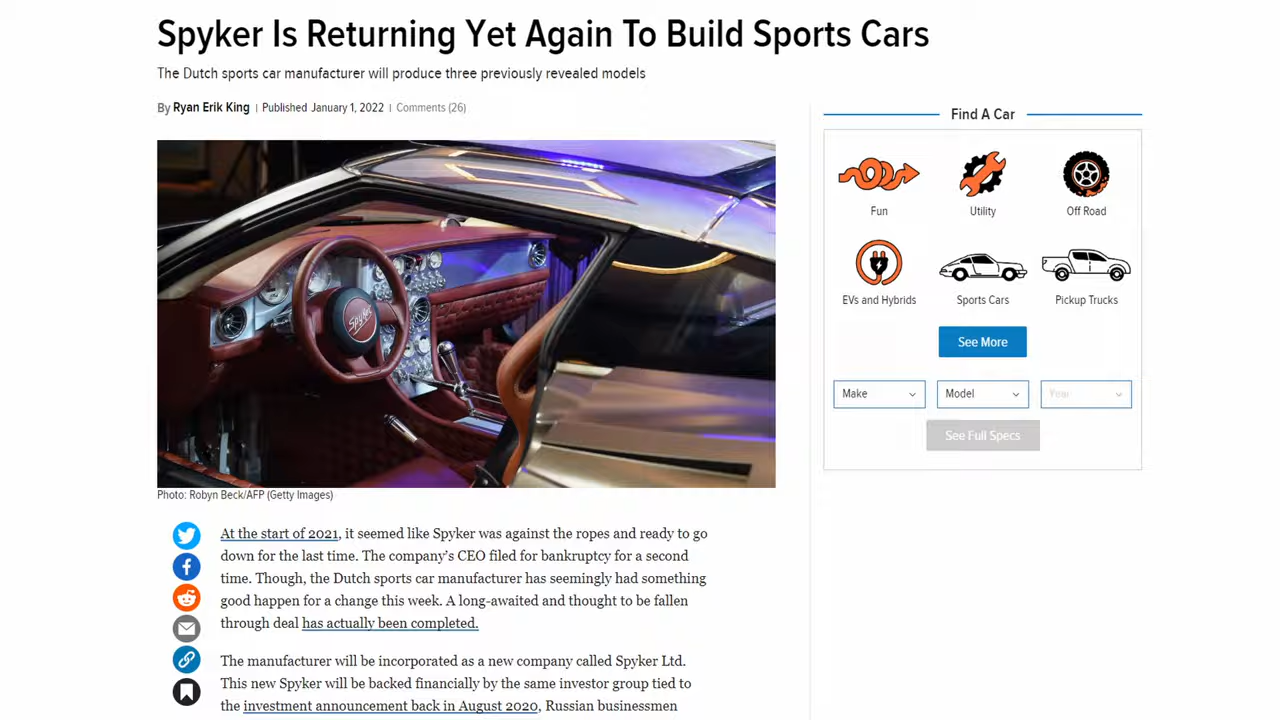 Spyker Is Returning Yet Again To Build Sports Cars
The Dutch sports car manufacturer will produce three previously revealed models
By Ryan Erik King | Published January 1, 2022 | Comments (26)
Spyker
Photo: Robyn Beck/AFP (Getty Images)
At the start of 2021, it seemed like Spyker was against the ropes and ready to go
down for the last time. The company's CEO filed for bankruptcy for a second
time. Though, the Dutch sports car manufacturer has seemingly had something
good happen for a change this week. A long-awaited and thought to be fallen
through deal has actually been completed.
The manufacturer will be incorporated as a new company called Spyker Ltd.
This new Spyker will be backed financially by the same investor group tied to
the investment announcement back in August 2020, Russian businessmen
Find A Car
Fun
Utility
Off Road
EVs and Hybrids
Sports Cars
Pickup Trucks
See More
Make
Model
Year
See Full Specs